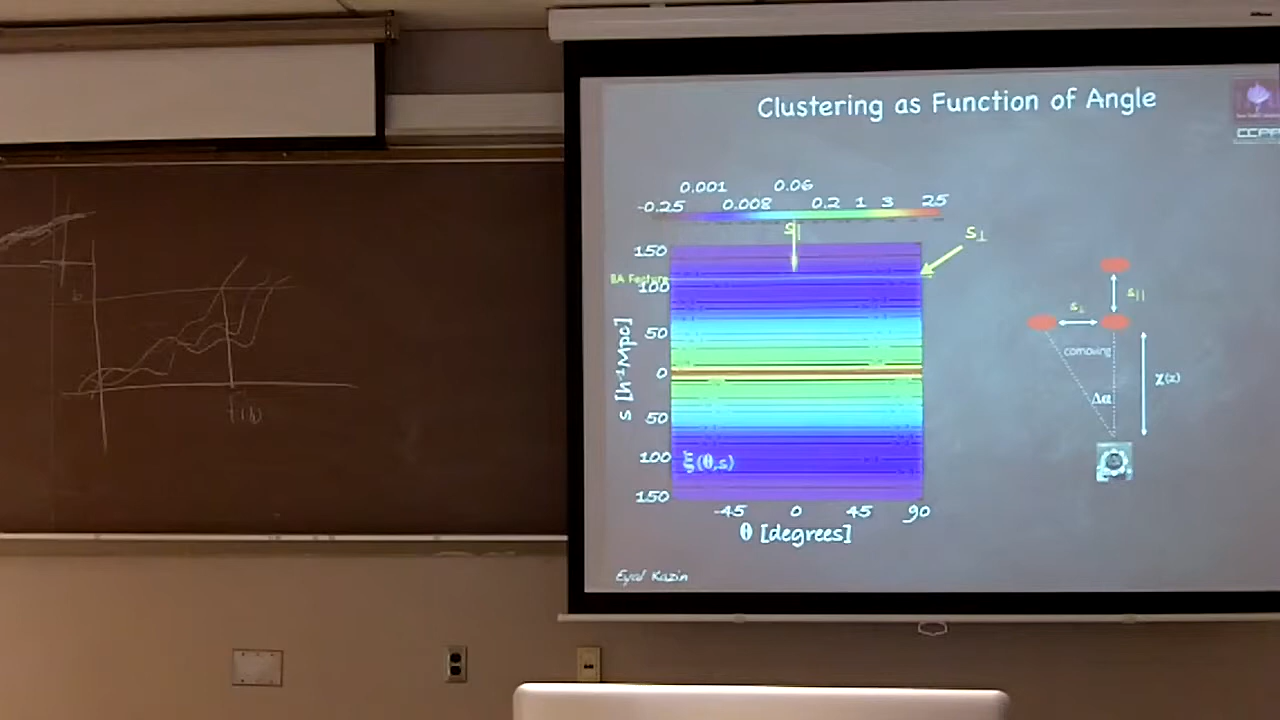 Clustering as Function of Angle
CCPP
0.001 0.06
-0.25 0.008 0.2 1 3 25
s||
s⊥
150
BA Feature
100
50
0
50
100
150
s [h⁻¹Mpc]
ξ(θ,s)
-45 0 45 90
θ [degrees]
s||
s⊥
comoving
χ(z)
Δα
Eyal Kazin